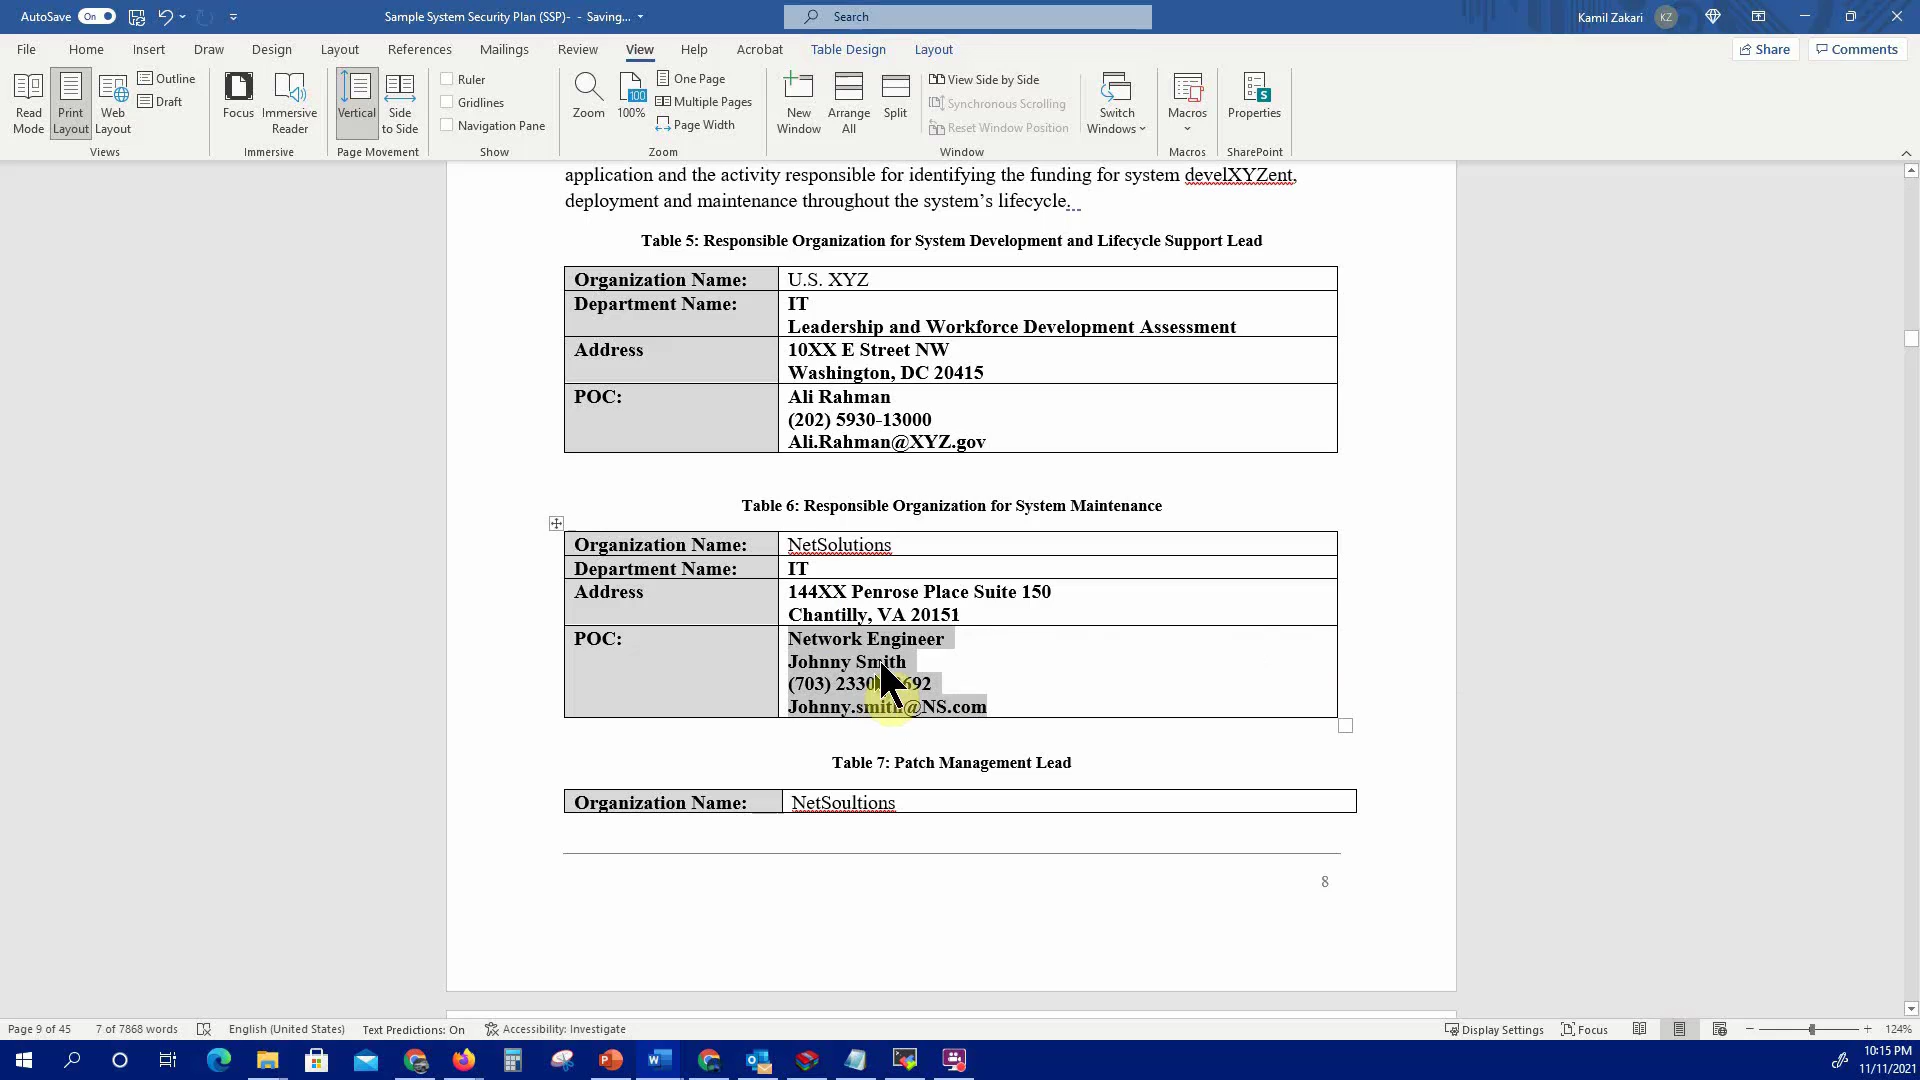 AutoSave On Sample System Security Plan (SSP)- - Saving... Search Kamil Zakari KZ
File Home Insert Draw Design Layout References Mailings Review View Help Acrobat Table Design Layout Share Comments
Read Mode
Print Layout
Web Layout
Outline
Draft
Views
Focus
Immersive Reader
Immersive
Vertical
Side to Side
Page Movement
Ruler
Gridlines
Navigation Pane
Show
Zoom
100
100%
One Page
Multiple Pages
Page Width
Zoom
New Window
Arrange All
Split
View Side by Side
Synchronous Scrolling
Reset Window Position
Window
Switch Windows
Macros
Macros
Properties
SharePoint
application and the activity responsible for identifying the funding for system develXYZent,
deployment and maintenance throughout the system’s lifecycle.
Table 5: Responsible Organization for System Development and Lifecycle Support Lead
Organization Name: U.S. XYZ
Department Name: IT
Leadership and Workforce Development Assessment
Address 10XX E Street NW
Washington, DC 20415
POC: Ali Rahman
(202) 5930-13000
Ali.Rahman@XYZ.gov
Table 6: Responsible Organization for System Maintenance
Organization Name: NetSolutions
Department Name: IT
Address 144XX Penrose Place Suite 150
Chantilly, VA 20151
POC: Network Engineer
Johnny Smith
(703)
Johnny.smith@NS.com
Table 7: Patch Management Lead
Organization Name: NetSoultions
8
Page 9 of 45 7 of 7868 words English (United States) Text Predictions: On Accessibility: Investigate Display Settings Focus 124%
10:15 PM
11/11/2021